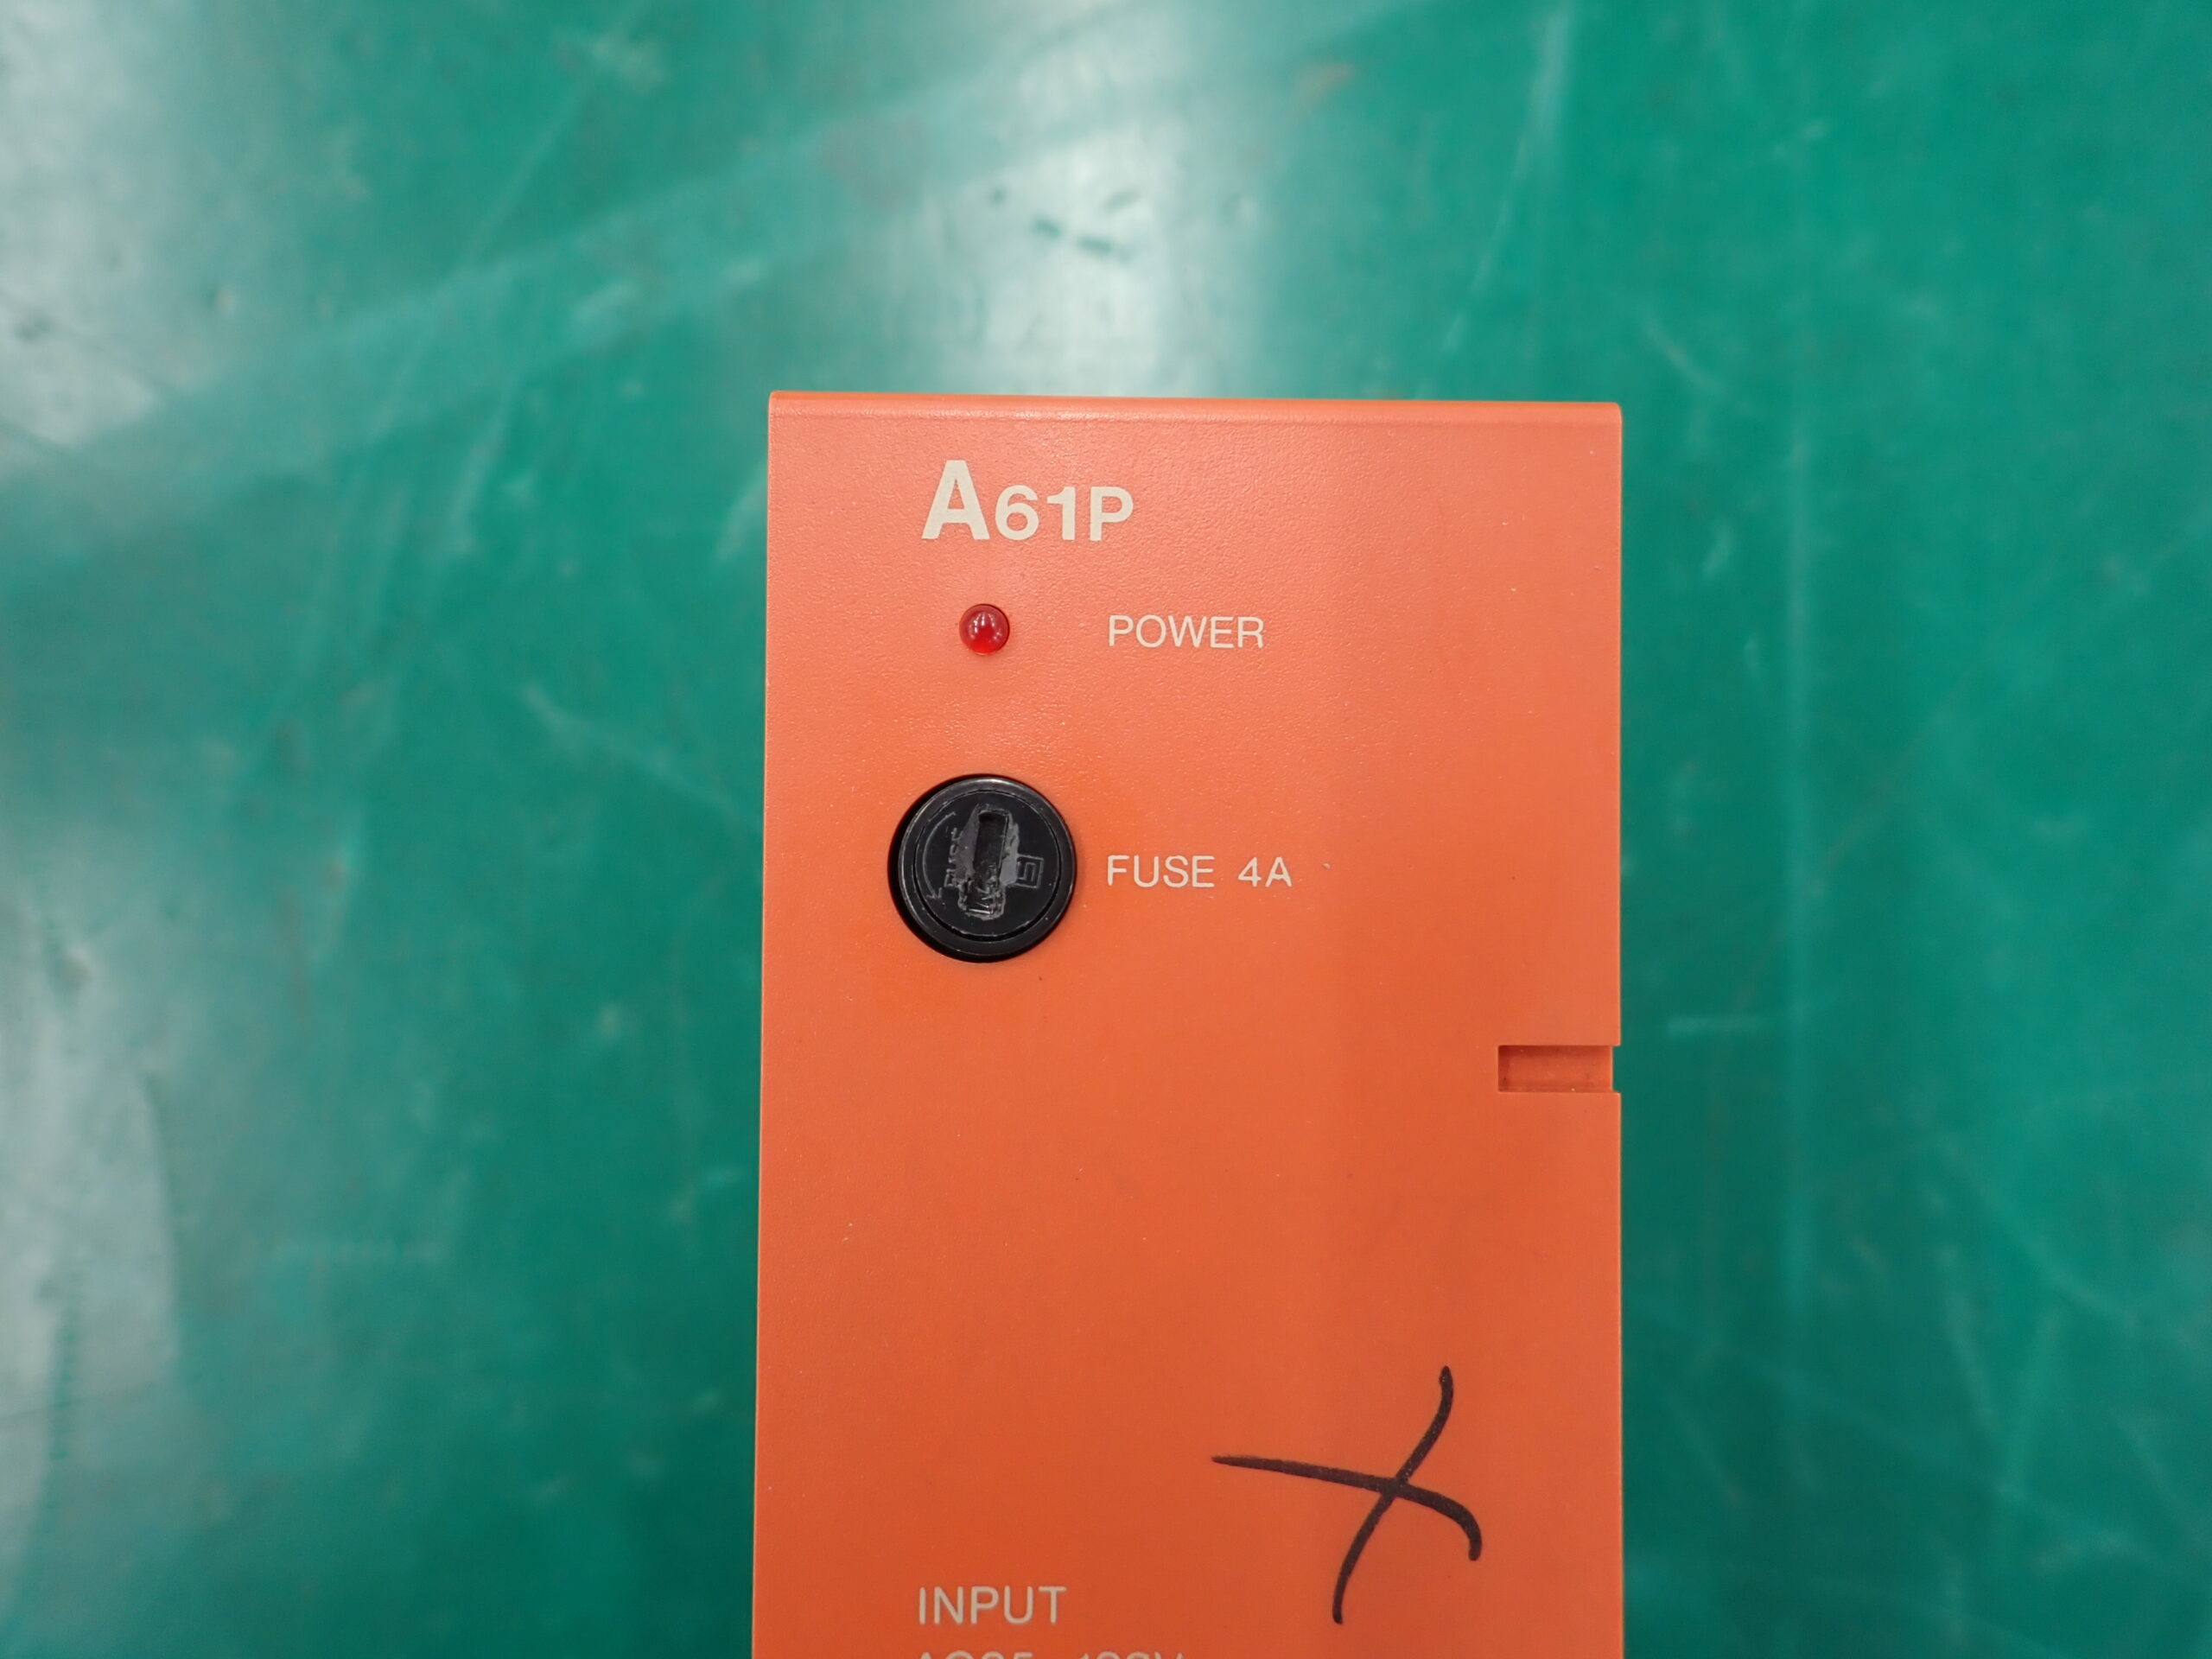 A61P
POWER
FUSE 4A
INPUT